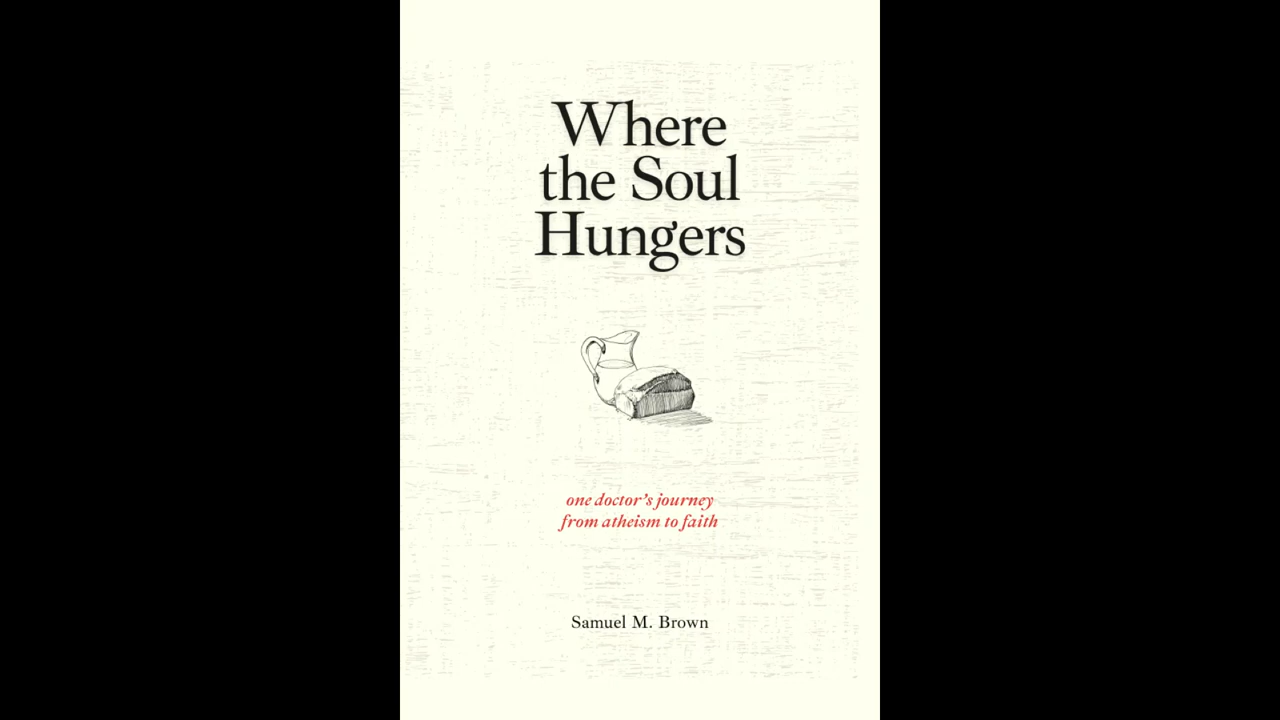 Where
the Soul
Hungers
one doctor's journey
from atheism to faith
Samuel M. Brown